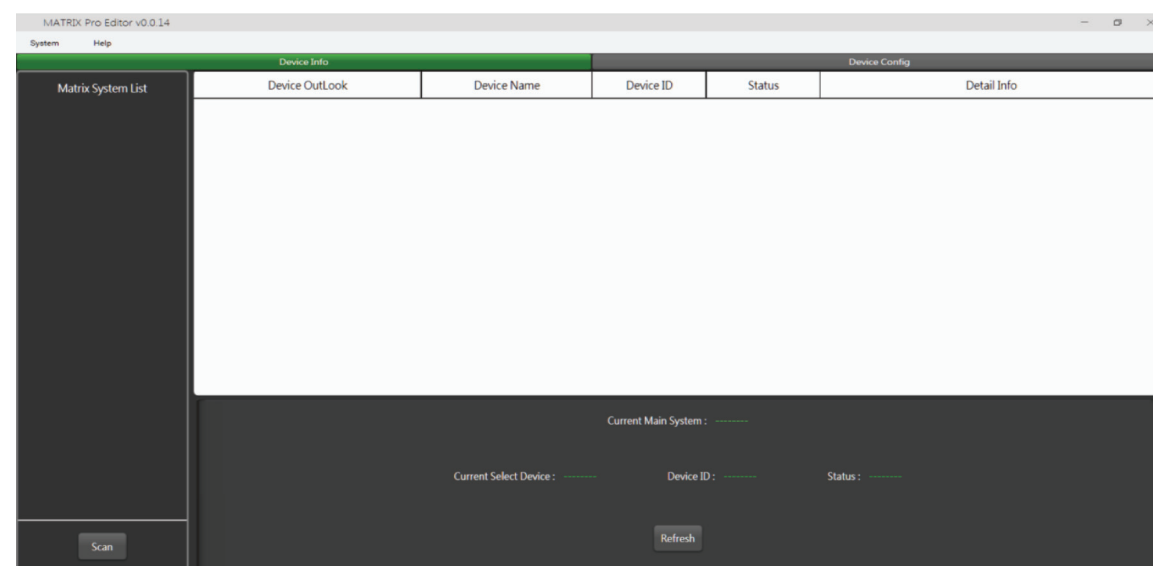 MATRIX Pro Editor v0.0.14
System Help
Device Info Device Config
Matrix System List
Device OutLook Device Name Device ID Status Detail Info
Current Main System : --------
Current Select Device : -------- Device ID : -------- Status : --------
Refresh
Scan